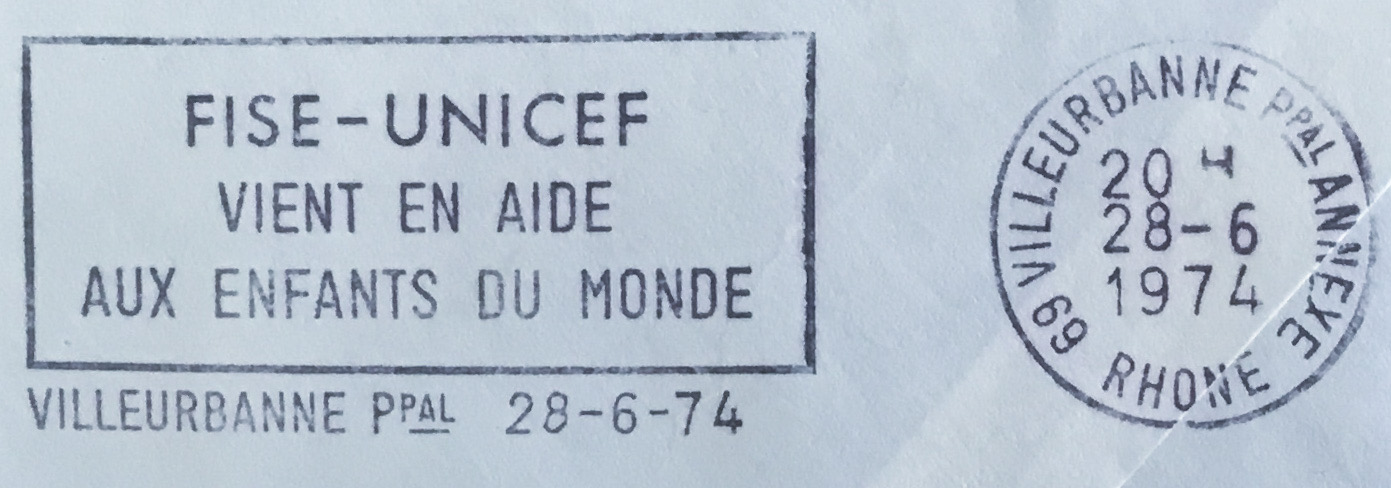 FISE-UNICEF
VIENT EN AIDE
AUX ENFANTS DU MONDE
VILLEURBANNE PPAL 28-6-74
69 VILLEURBANNE PPAL ANNEXE
20 H
28-6
1974
RHONE